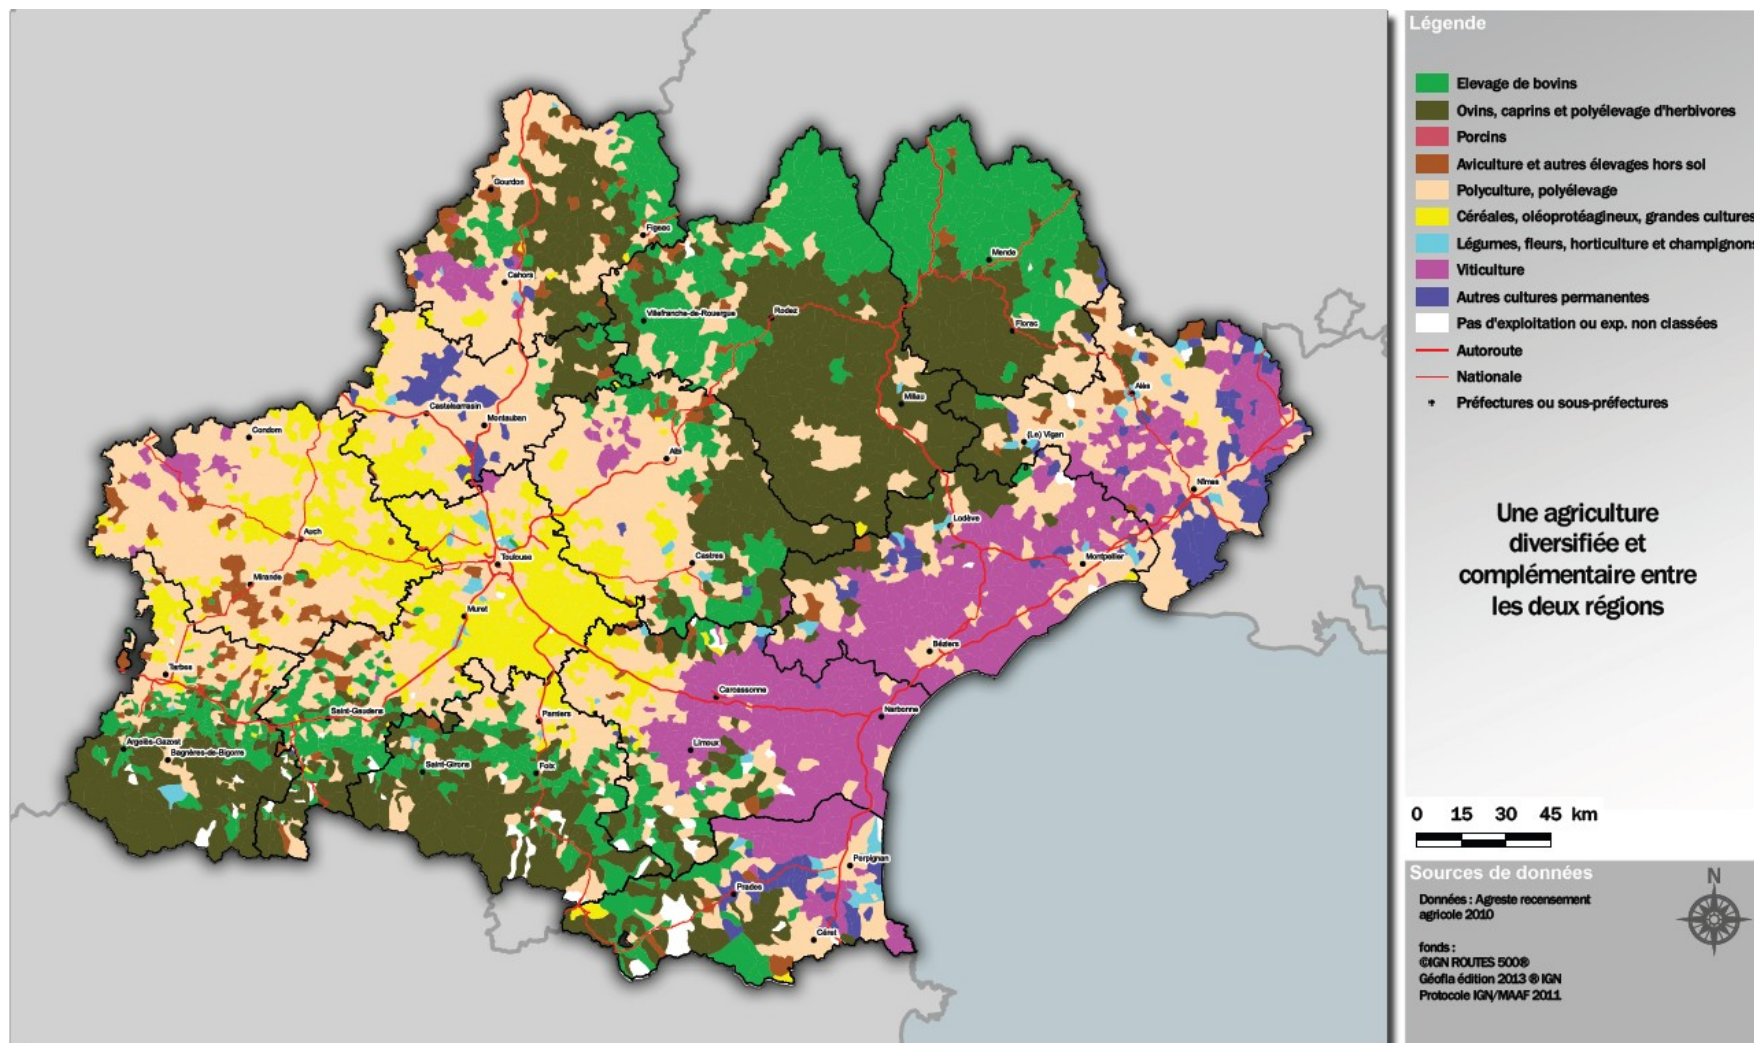 Légende
Elevage de bovins
Ovins, caprins et polyélevage d'herbivores
Porcins
Aviculture et autres élevages hors sol
Polyculture, polyélevage
Céréales, oléoprotéagineux, grandes cultures
Légumes, fleurs, horticulture et champignons
Viticulture
Autres cultures permanentes
Pas d'exploitation ou exp. non classées
Autoroute
Nationale
Préfectures ou sous-préfectures
Une agriculture
diversifiée et
complémentaire entre
les deux régions
0 15 30 45 km
Sources de données
N
Données : Agreste recensement
agricole 2010
fonds :
©IGN ROUTES 500®
Géofla édition 2013 ® IGN
Protocole IGN/MAAF 2011
Gourdon
Figeac
Cahors
Mende
Villefranche-de-Rouergue
Rodez
Florac
Alès
Millau
Castelsarrasin
Montauban
Condom
(Le) Vigan
Albi
Nîmes
Auch
Lodève
Toulouse
Castres
Montpellier
Mirande
Muret
Béziers
Tarbes
Carcassonne
Saint-Gaudens
Pamiers
Narbonne
Argelès-Gazost
Bagnères-de-Bigorre
Limoux
Saint-Girons
Foix
Perpignan
Prades
Céret